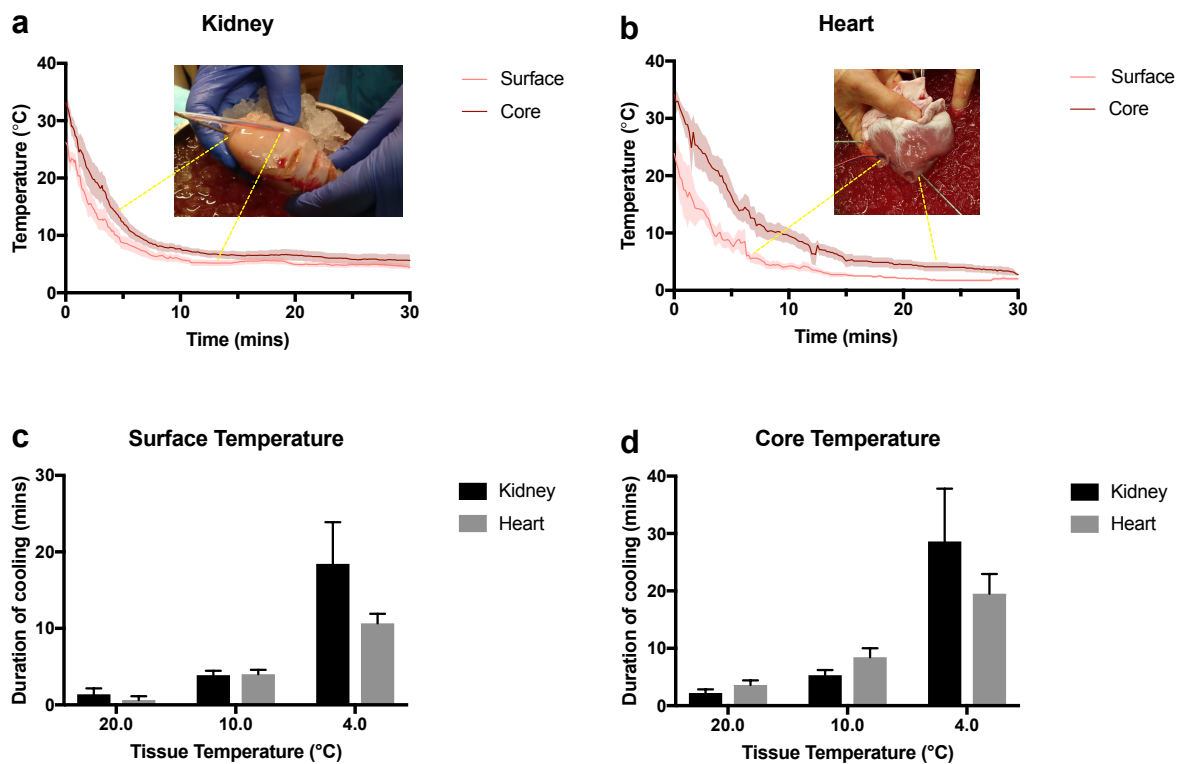 a
Kidney
Temperature (°C)
40
30
20
10
0
0
10
20
30
Time (mins)
Surface
Core
b
Heart
Temperature (°C)
40
30
20
10
0
0
10
20
30
Time (mins)
Surface
Core
c
Surface Temperature
Duration of cooling (mins)
30
20
10
0
20.0
10.0
4.0
Tissue Temperature (°C)
Kidney
Heart
d
Core Temperature
Duration of cooling (mins)
40
30
20
10
0
20.0
10.0
4.0
Tissue Temperature (°C)
Kidney
Heart